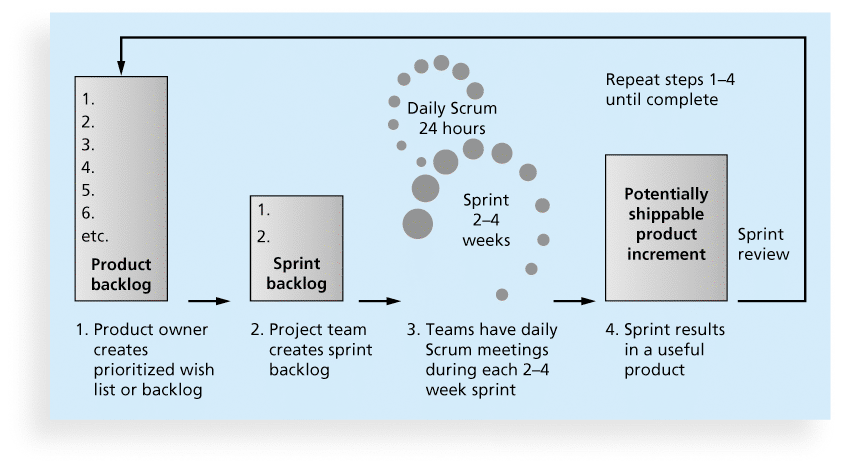 1.
2.
3.
4.
5.
6.
etc.
Product
backlog
1.
2.
Sprint
backlog
Daily Scrum
24 hours
Sprint
2–4
weeks
Repeat steps 1–4
until complete
Potentially
shippable
product
increment
Sprint
review
1. Product owner
creates
prioritized wish
list or backlog
2. Project team
creates sprint
backlog
3. Teams have daily
Scrum meetings
during each 2–4
week sprint
4. Sprint results
in a useful
product